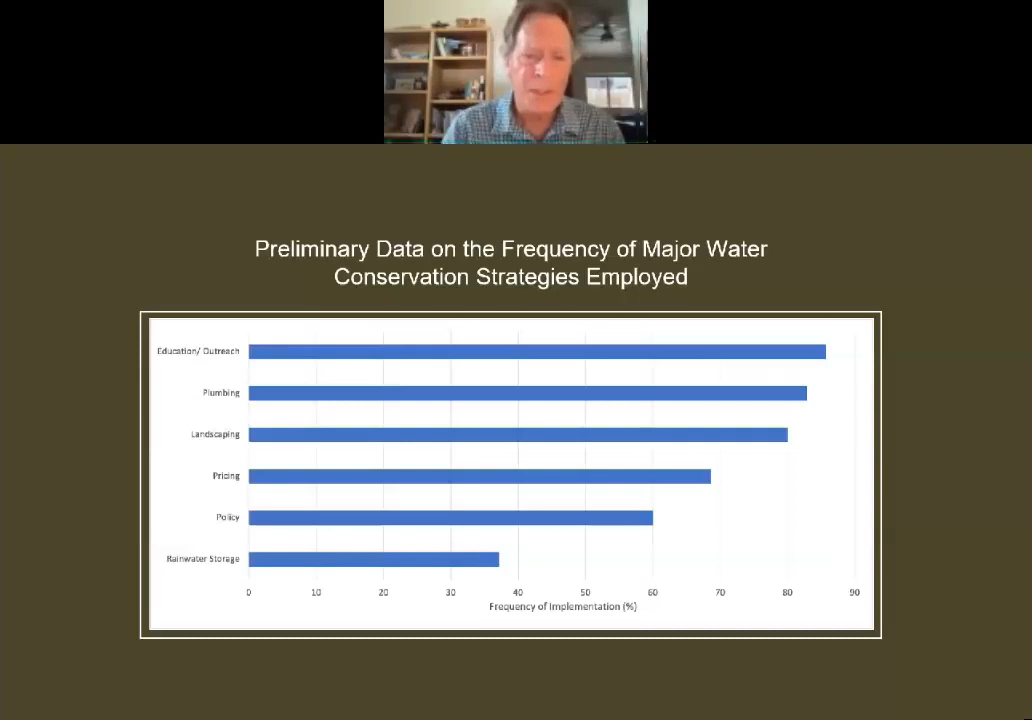 Preliminary Data on the Frequency of Major Water
Conservation Strategies Employed
Education/ Outreach
Plumbing
Landscaping
Pricing
Policy
Rainwater Storage
0 10 20 30 40 50 60 70 80 90
Frequency of Implementation (%)